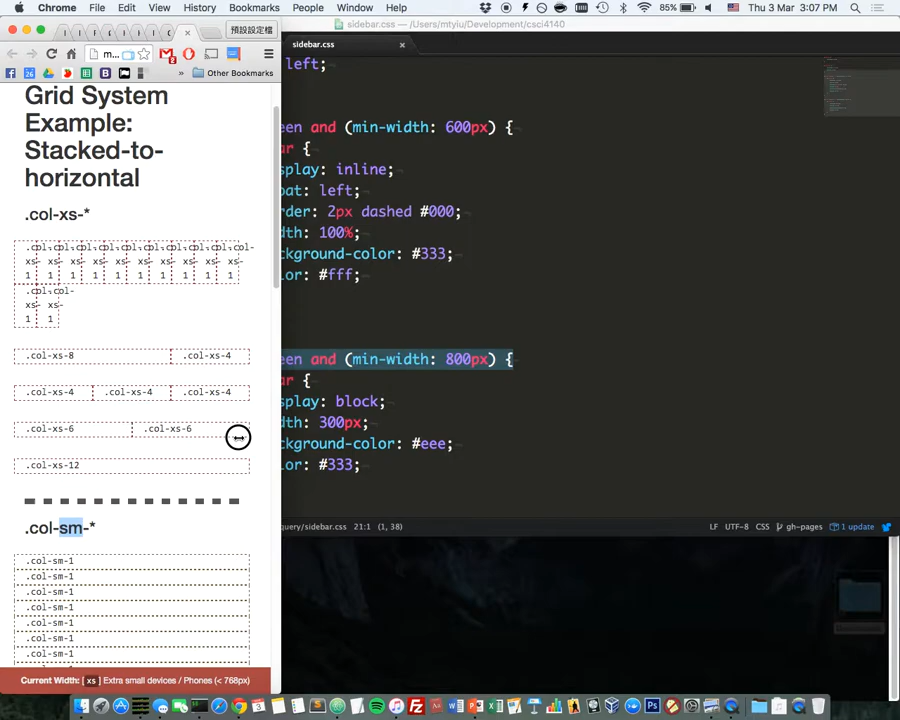 Chrome File Edit View History Bookmarks People Window Help 85% Thu 3 Mar 3:07 PM
預設設定檔
m...
Other Bookmarks
Grid System
Example:
Stacked-to-
horizontal
.col-xs-*
.col-xs-8 .col-xs-4
.col-xs-4 .col-xs-4 .col-xs-4
.col-xs-6 .col-xs-6
.col-xs-12
.col-sm-*
.col-sm-1
.col-sm-1
.col-sm-1
.col-sm-1
.col-sm-1
.col-sm-1
.col-sm-1
Current Width: [ xs ] Extra small devices / Phones (< 768px)
sidebar.css — /Users/mtyiu/Development/csci4140
sidebar.css
left;
een and (min-width: 600px) {
ar {
splay: inline;
oat: left;
rder: 2px dashed #000;
dth: 100%;
ckground-color: #333;
lor: #fff;
een and (min-width: 800px) {
ar {
splay: block;
dth: 300px;
ckground-color: #eee;
lor: #333;
query/sidebar.css 21:1 (1, 38) LF UTF-8 CSS gh-pages 1 update